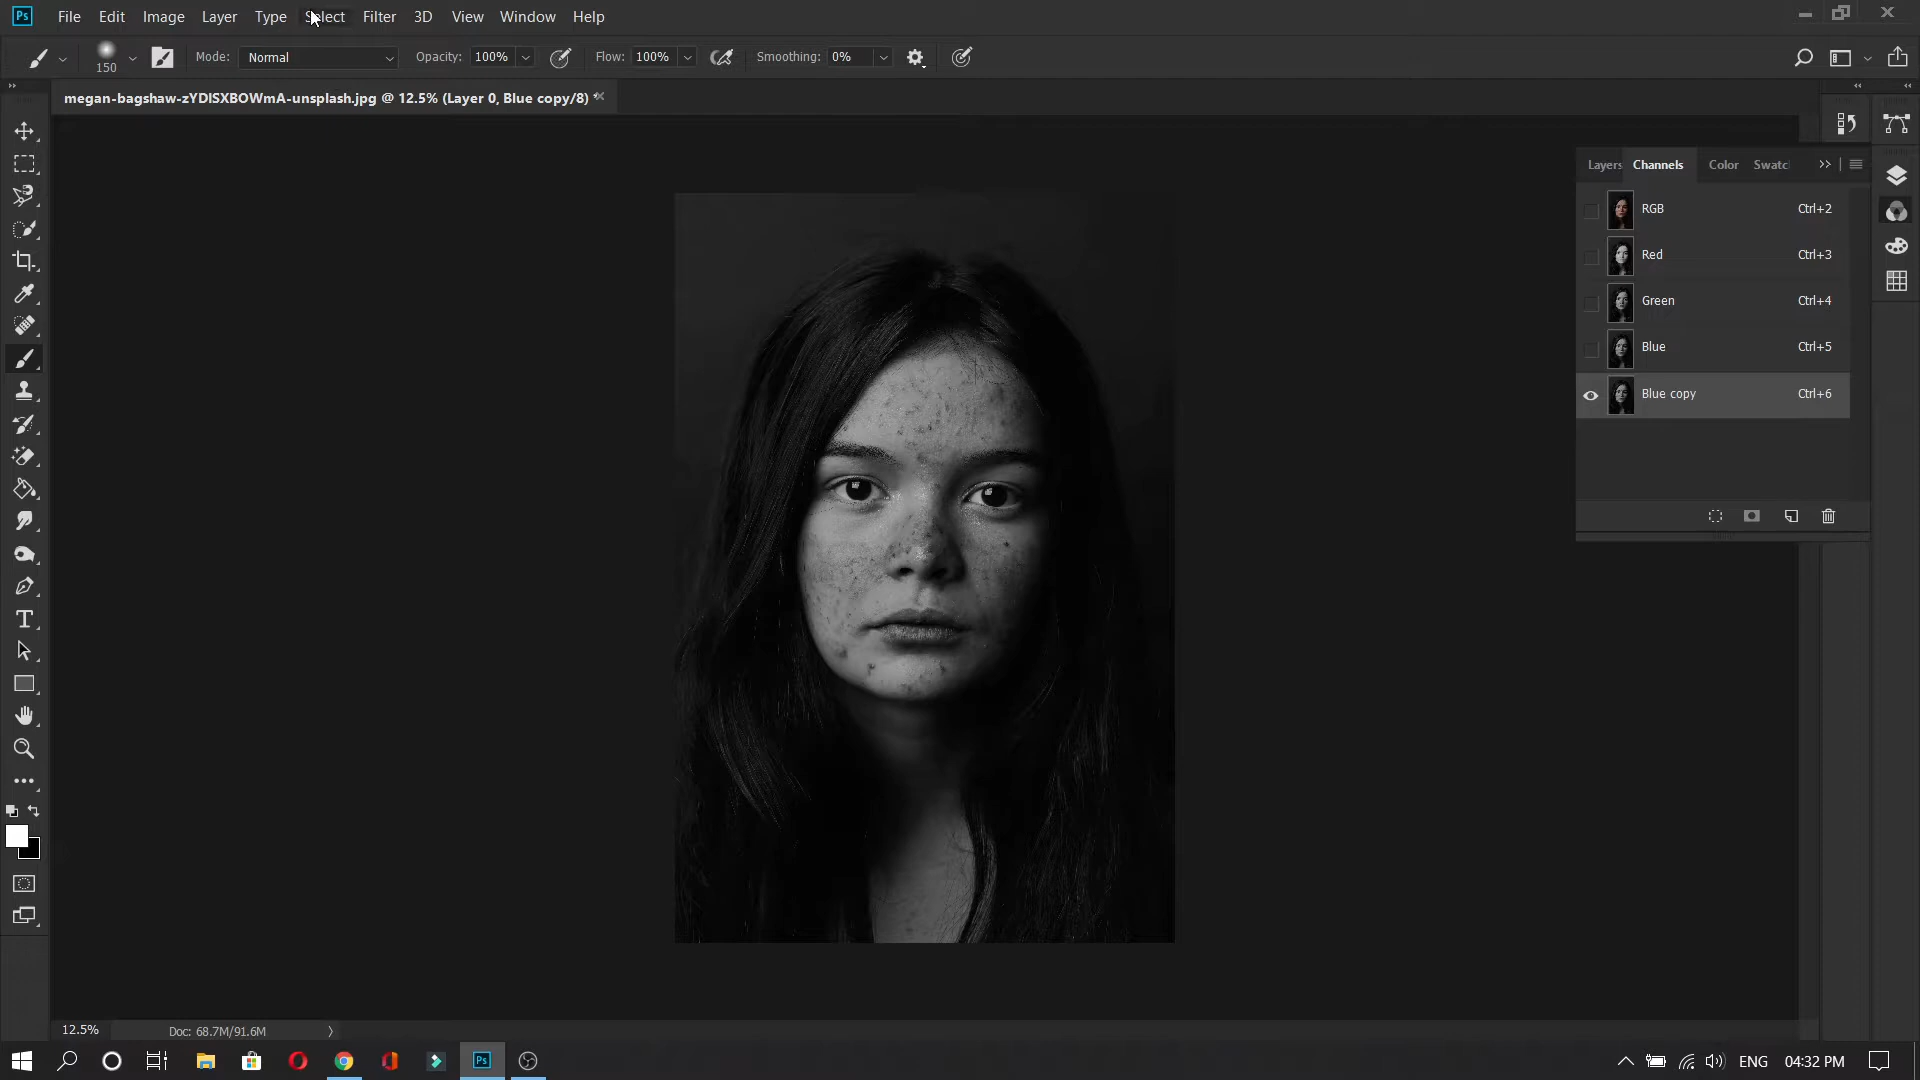 Ps File Edit Image Layer Type Select Filter 3D View Window Help
150 Mode: Normal Opacity: 100% Flow: 100% Smoothing: 0%
megan-bagshaw-zYDlSXBOWmA-unsplash.jpg @ 12.5% (Layer 0, Blue copy/8) *
Layers Channels Color Swatc
RGB Ctrl+2
Red Ctrl+3
Green Ctrl+4
Blue Ctrl+5
Blue copy Ctrl+6
12.5% Doc: 68.7M/91.6M
Ps ENG 04:32 PM